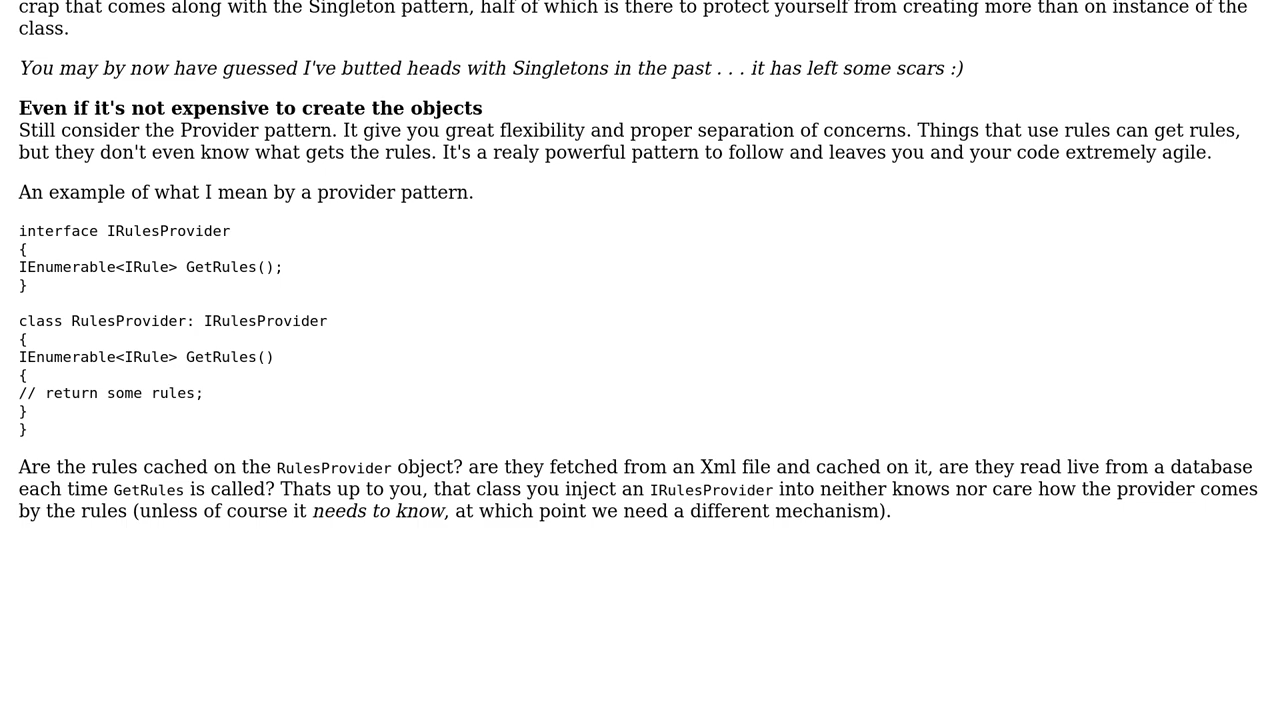 crap that comes along with the Singleton pattern, half of which is there to protect yourself from creating more than on instance of the
class.
You may by now have guessed I've butted heads with Singletons in the past . . . it has left some scars :)
Even if it's not expensive to create the objects
Still consider the Provider pattern. It give you great flexibility and proper separation of concerns. Things that use rules can get rules,
but they don't even know what gets the rules. It's a realy powerful pattern to follow and leaves you and your code extremely agile.
An example of what I mean by a provider pattern.
interface IRulesProvider
{
IEnumerable<IRule> GetRules();
}
class RulesProvider: IRulesProvider
{
IEnumerable<IRule> GetRules()
{
// return some rules;
}
}
Are the rules cached on the RulesProvider object? are they fetched from an Xml file and cached on it, are they read live from a database
each time GetRules is called? Thats up to you, that class you inject an IRulesProvider into neither knows nor care how the provider comes
by the rules (unless of course it needs to know, at which point we need a different mechanism).